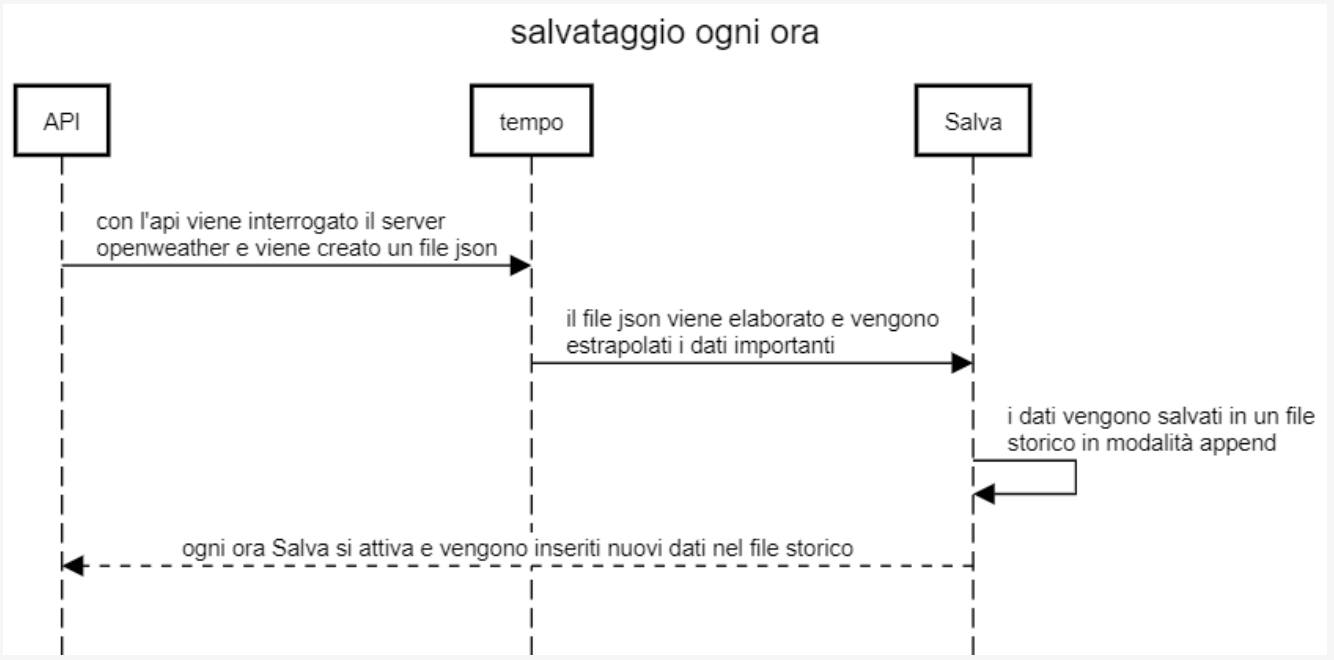 salvataggio ogni ora
API
tempo
Salva
con l'api viene interrogato il server
openweather e viene creato un file json
il file json viene elaborato e vengono
estrapolati i dati importanti
i dati vengono salvati in un file
storico in modalità append
ogni ora Salva si attiva e vengono inseriti nuovi dati nel file storico